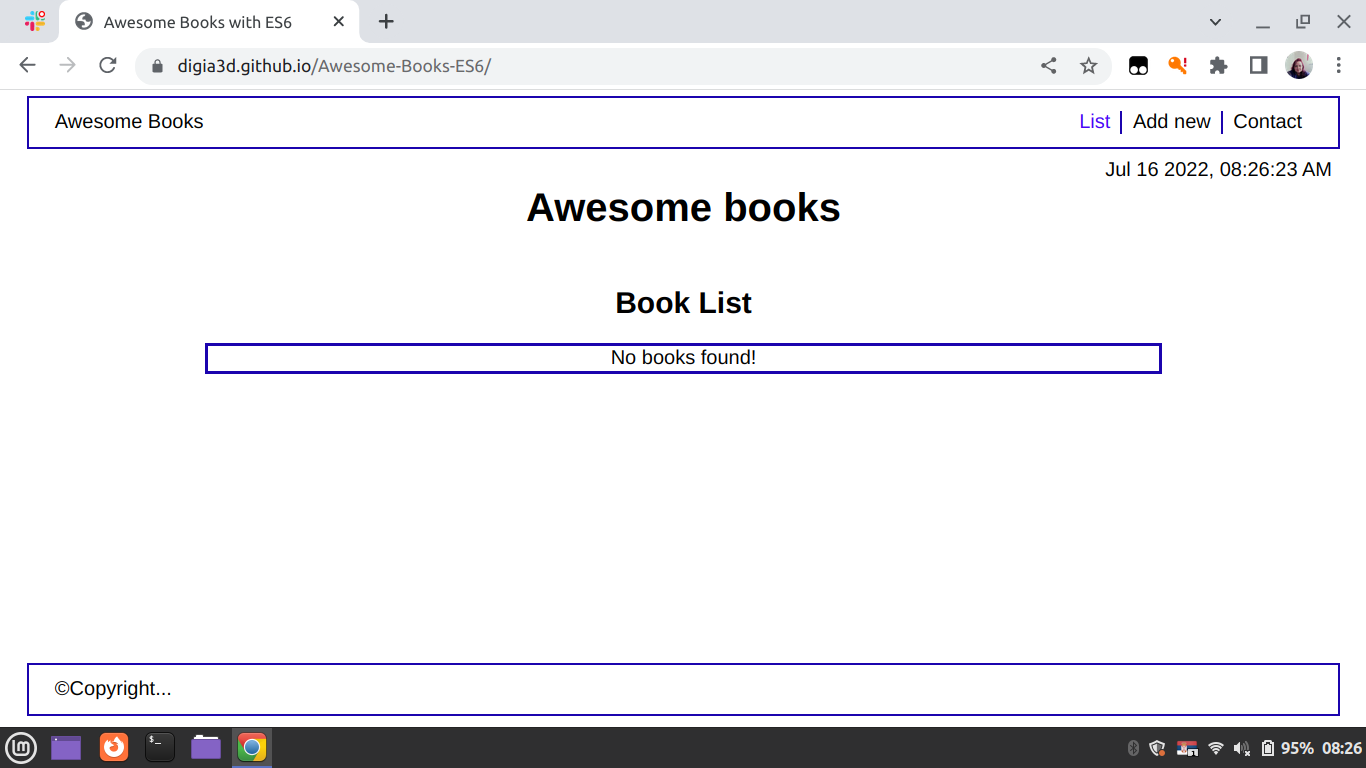 Awesome Books with ES6
digia3d.github.io/Awesome-Books-ES6/
Awesome Books
List
Add new
Contact
Jul 16 2022, 08:26:23 AM
Awesome books
Book List
No books found!
©Copyright...
95% 08:26